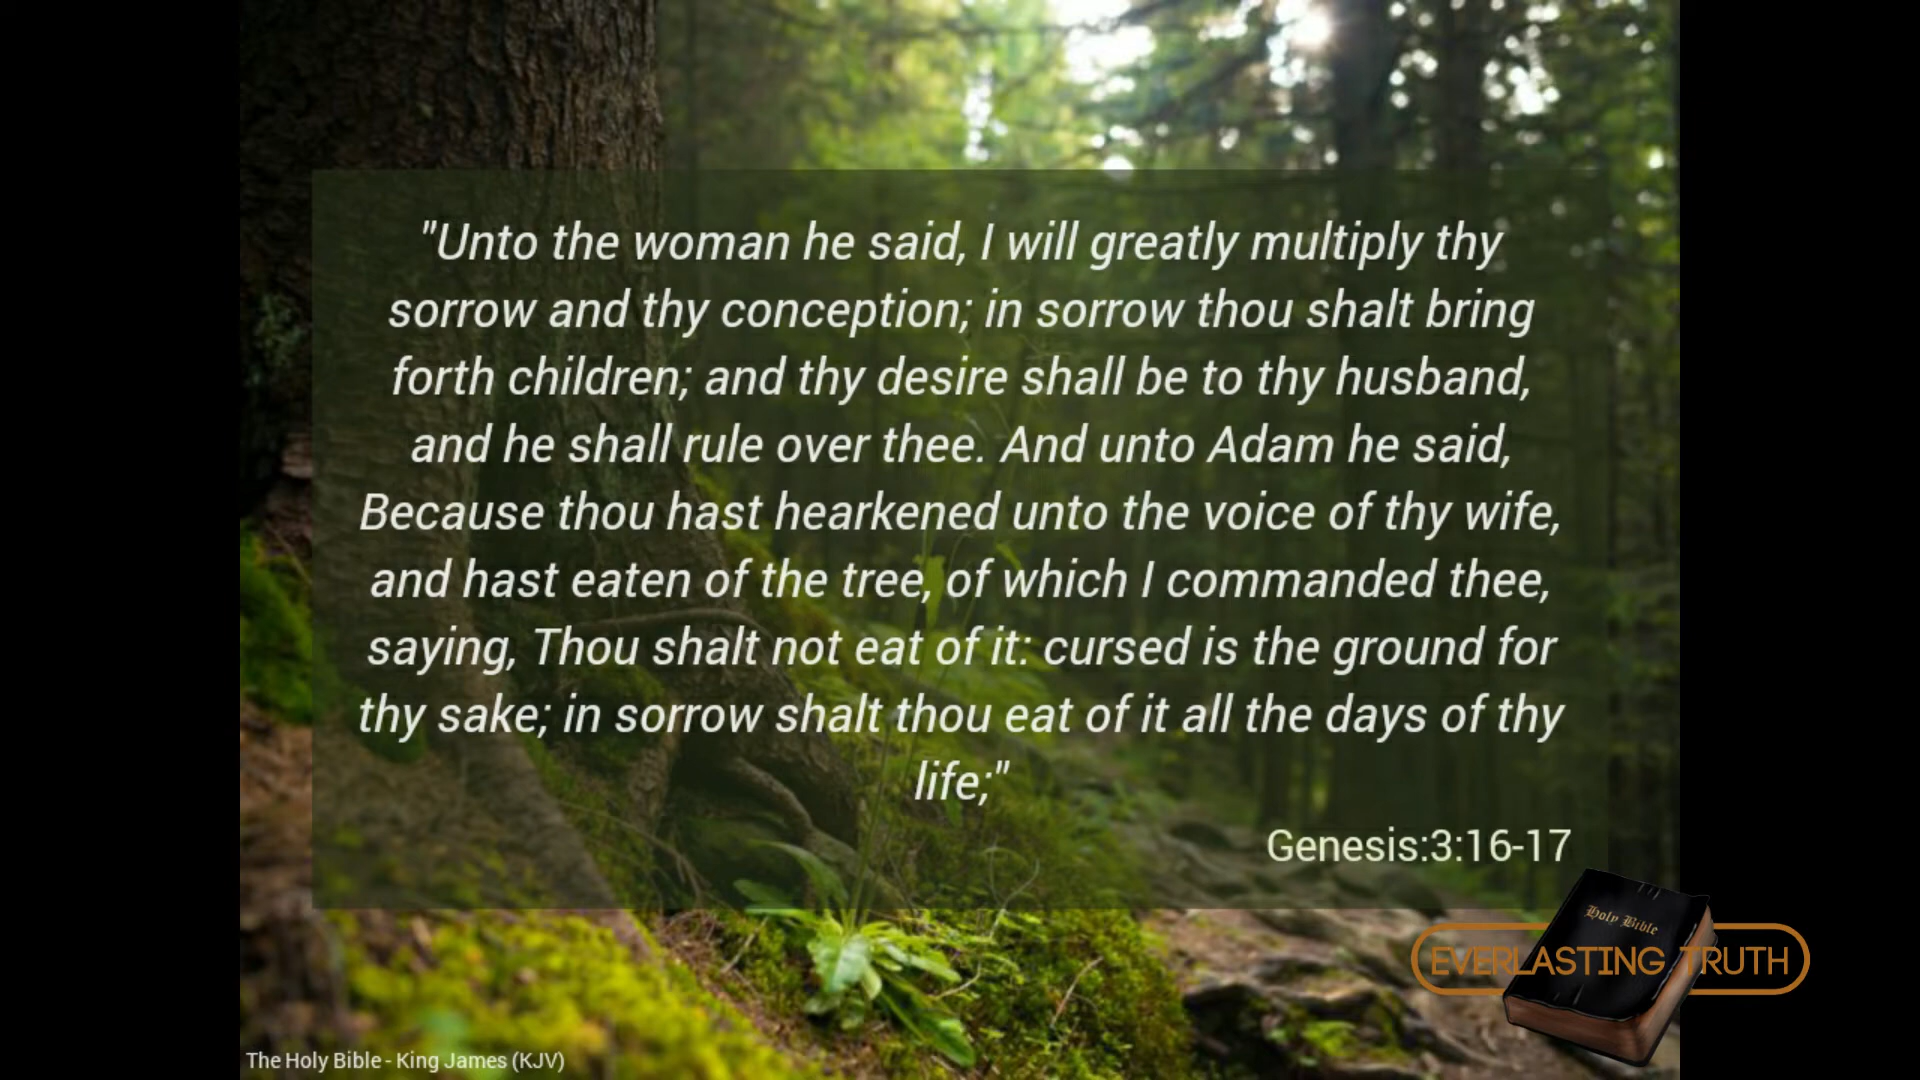 "Unto the woman he said, I will greatly multiply thy
sorrow and thy conception; in sorrow thou shalt bring
forth children; and thy desire shall be to thy husband,
and he shall rule over thee. And unto Adam he said,
Because thou hast hearkened unto the voice of thy wife,
and hast eaten of the tree, of which I commanded thee,
saying, Thou shalt not eat of it: cursed is the ground for
thy sake; in sorrow shalt thou eat of it all the days of thy
life;"
Genesis:3:16-17
Holy Bible
EVERLASTING TRUTH
The Holy Bible - King James (KJV)